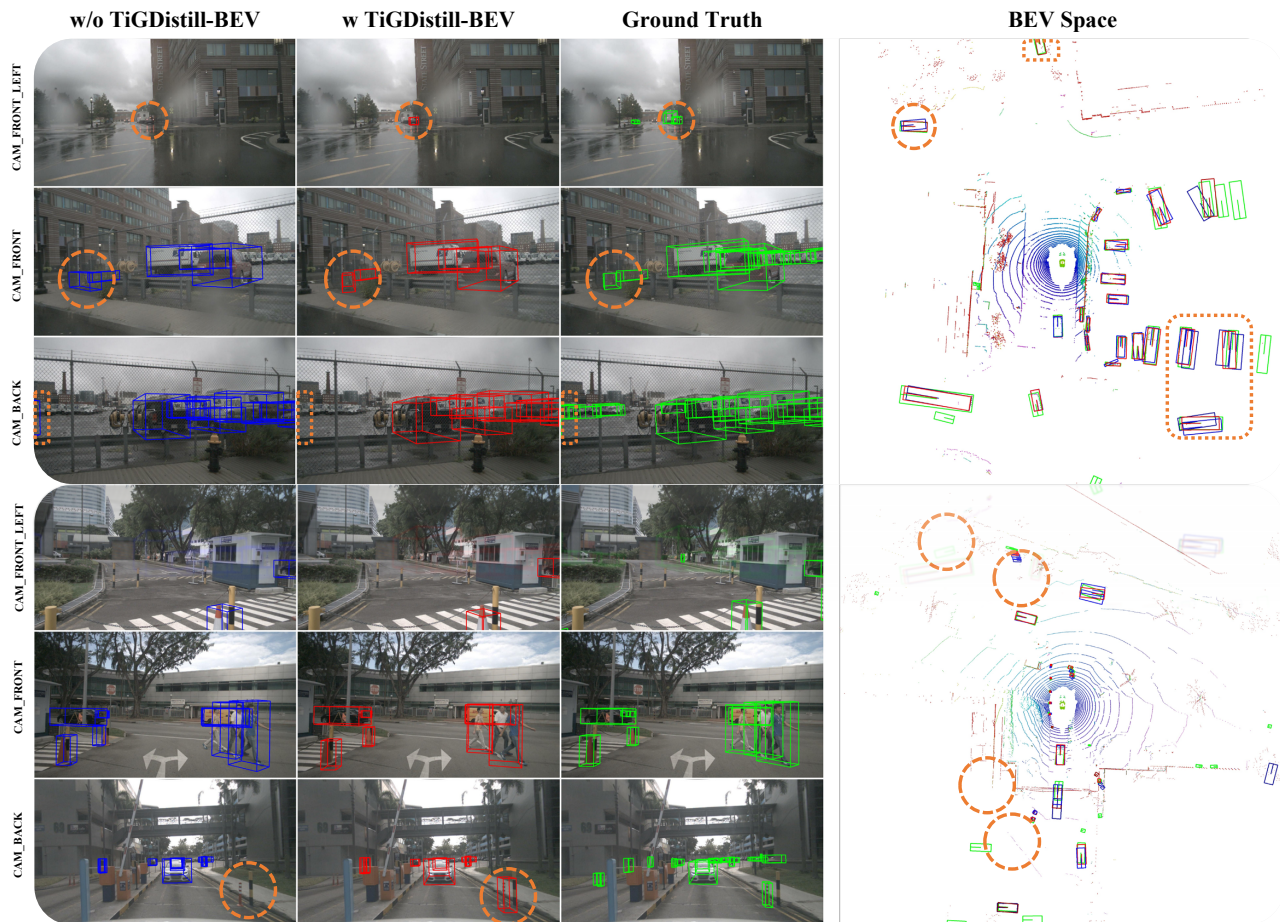 w/o TiGDistill-BEV
w TiGDistill-BEV
Ground Truth
BEV Space
CAM_FRONT_LEFT
CAM_FRONT
CAM_BACK
CAM_FRONT_LEFT
CAM_FRONT
CAM_BACK